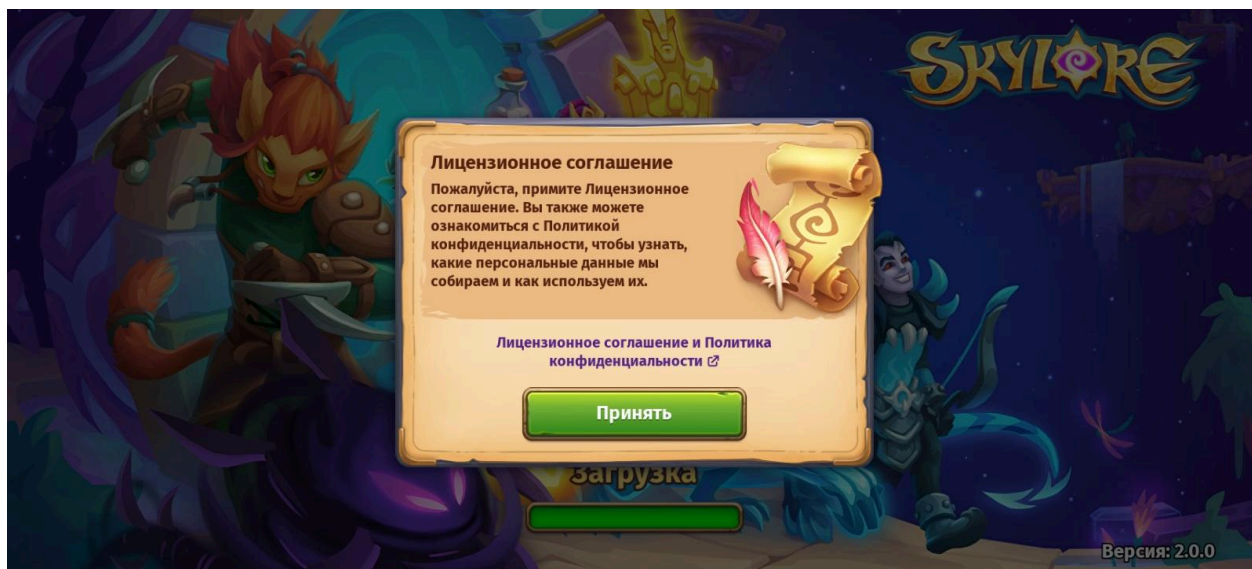 SKYLORE
Лицензионное соглашение
Пожалуйста, примите Лицензионное
соглашение. Вы также можете
ознакомиться с Политикой
конфиденциальности, чтобы узнать,
какие персональные данные мы
собираем и как используем их.
Лицензионное соглашение и Политика
конфиденциальности
Принять
Загрузка
Версия: 2.0.0